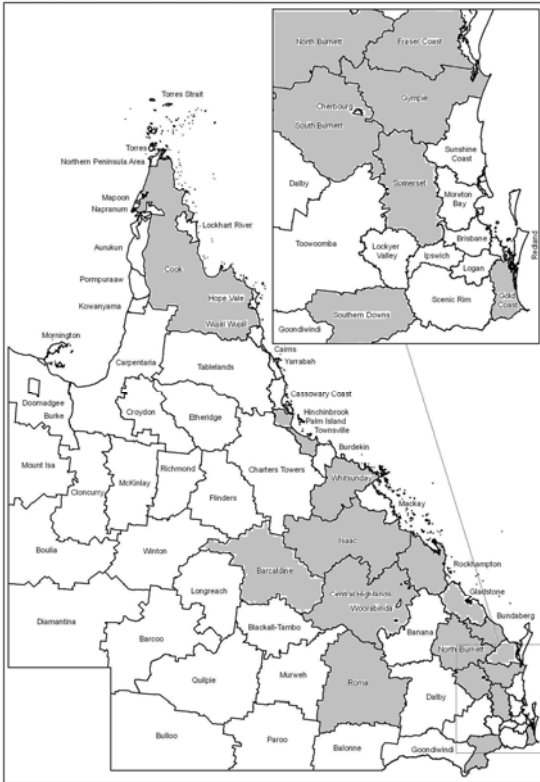 North Burnett
Fraser Coast
Gympie
Cherbourg
South Burnett
Sunshine
Coast
Dalby
Somerset
Moreton
Bay
Toowoomba
Lockyer
Valley
Ipswich
Brisbane
Redland
Logan
Scenic Rim
Gold
Coast
Southern Downs
Goondiwindi
Torres Strait
Torres
Northern Peninsula Area
Mapoon
Napranum
Lockhart River
Aurukun
Cook
Pormpuraaw
Hope Vale
Kowanyama
Wujal Wujal
Mornington
Cairns
Yarrabah
Carpentaria
Tablelands
Doomadgee
Burke
Croydon
Etheridge
Cassowary Coast
Hinchinbrook
Palm Island
Townsville
Burdekin
Mount Isa
Cloncurry
McKinlay
Richmond
Flinders
Charters Towers
Whitsunday
Mackay
Boulia
Winton
Isaac
Barcaldine
Rockhampton
Longreach
Central Highlands
Woorabinda
Gladstone
Diamantina
Barcoo
Blackall-Tambo
Banana
Bundaberg
North Burnett
Quilpie
Murweh
Roma
Dalby
Bulloo
Paroo
Balonne
Goondiwindi